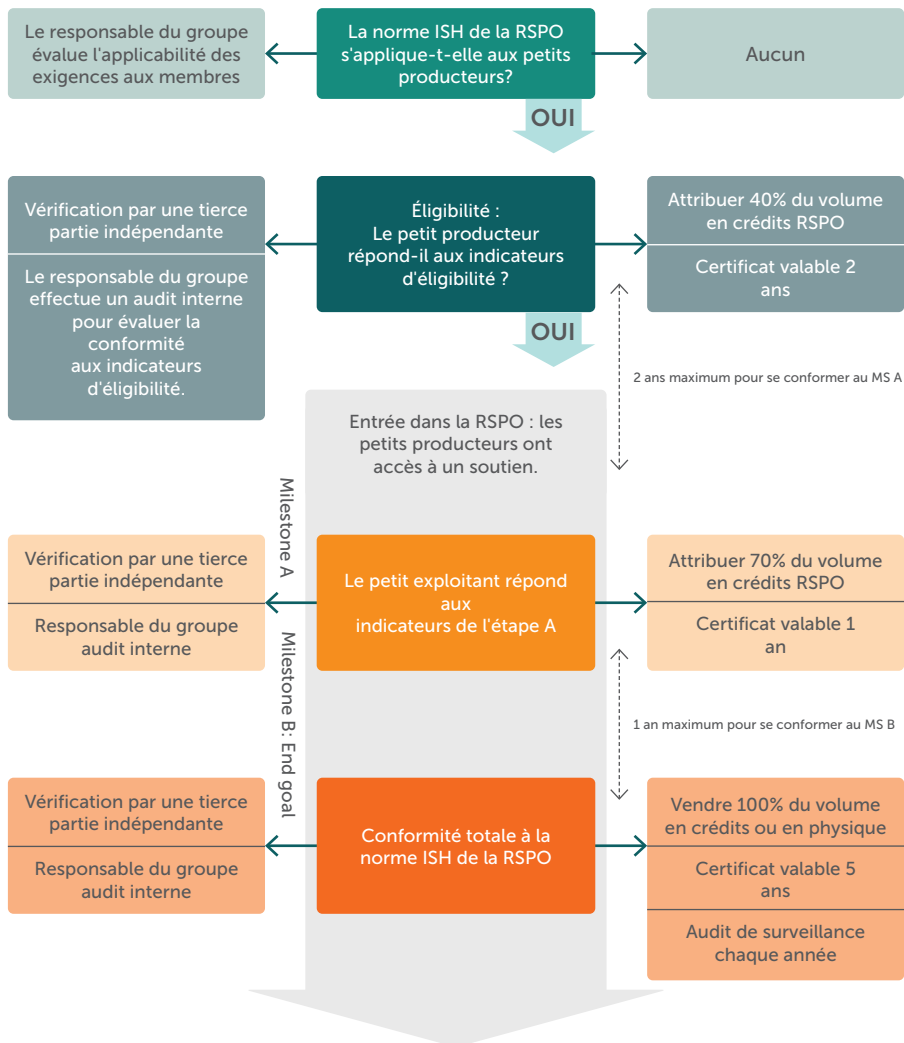 Le responsable du groupe
évalue l'applicabilité des
exigences aux membres
La norme ISH de la RSPO
s'applique-t-elle aux petits
producteurs?
Aucun
OUI
Vérification par une tierce
partie indépendante
Le responsable du groupe
effectue un audit interne
pour évaluer la
conformité
aux indicateurs
d'éligibilité.
Éligibilité :
Le petit producteur
répond-il aux indicateurs
d'éligibilité ?
Attribuer 40% du volume
en crédits RSPO
Certificat valable 2
ans
OUI
2 ans maximum pour se conformer au MS A
Entrée dans la RSPO : les
petits producteurs ont
accès à un soutien.
Milestone A
Vérification par une tierce
partie indépendante
Responsable du groupe
audit interne
Le petit exploitant répond
aux
indicateurs de l'étape A
Attribuer 70% du volume
en crédits RSPO
Certificat valable 1
an
Milestone B: End goal
1 an maximum pour se conformer au MS B
Vérification par une tierce
partie indépendante
Responsable du groupe
audit interne
Conformité totale à la
norme ISH de la RSPO
Vendre 100% du volume
en crédits ou en physique
Certificat valable 5
ans
Audit de surveillance
chaque année